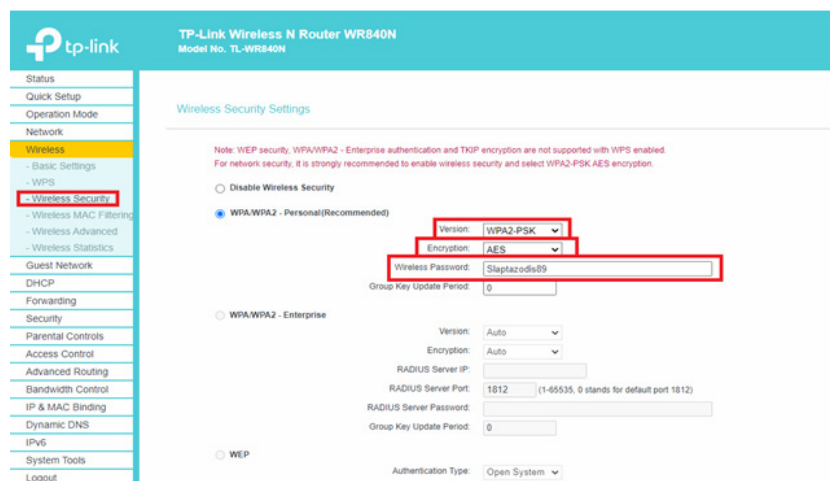 tp-link
TP-Link Wireless N Router WR840N
Model No. TL-WR840N
Status
Quick Setup
Operation Mode
Network
Wireless
- Basic Settings
- WPS
- Wireless Security
- Wireless MAC Filtering
- Wireless Advanced
- Wireless Statistics
Guest Network
DHCP
Forwarding
Security
Parental Controls
Access Control
Advanced Routing
Bandwidth Control
IP & MAC Binding
Dynamic DNS
IPv6
System Tools
Logout
Wireless Security Settings
Note: WEP security, WPA/WPA2 - Enterprise authentication and TKIP encryption are not supported with WPS enabled.
For network security, it is strongly recommended to enable wireless security and select WPA2-PSK AES encryption.
Disable Wireless Security
WPA/WPA2 - Personal(Recommended)
Version: WPA2-PSK
Encryption: AES
Wireless Password: Slaptazodis89
Group Key Update Period: 0
WPA/WPA2 - Enterprise
Version: Auto
Encryption: Auto
RADIUS Server IP:
RADIUS Server Port: 1812 (1-65535, 0 stands for default port 1812)
RADIUS Server Password:
Group Key Update Period: 0
WEP
Authentication Type: Open System